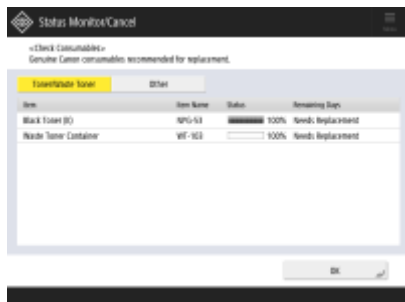 Status Monitor/Cancel
Menu
<Check Consumables>
Genuine Canon consumables recommended for replacement.
Toner/Waste Toner
Other
Item Item Name Status Remaining Days
Black Toner (K) NPG-53 100% Needs Replacement
Waste Toner Container WT-103 100% Needs Replacement
OK